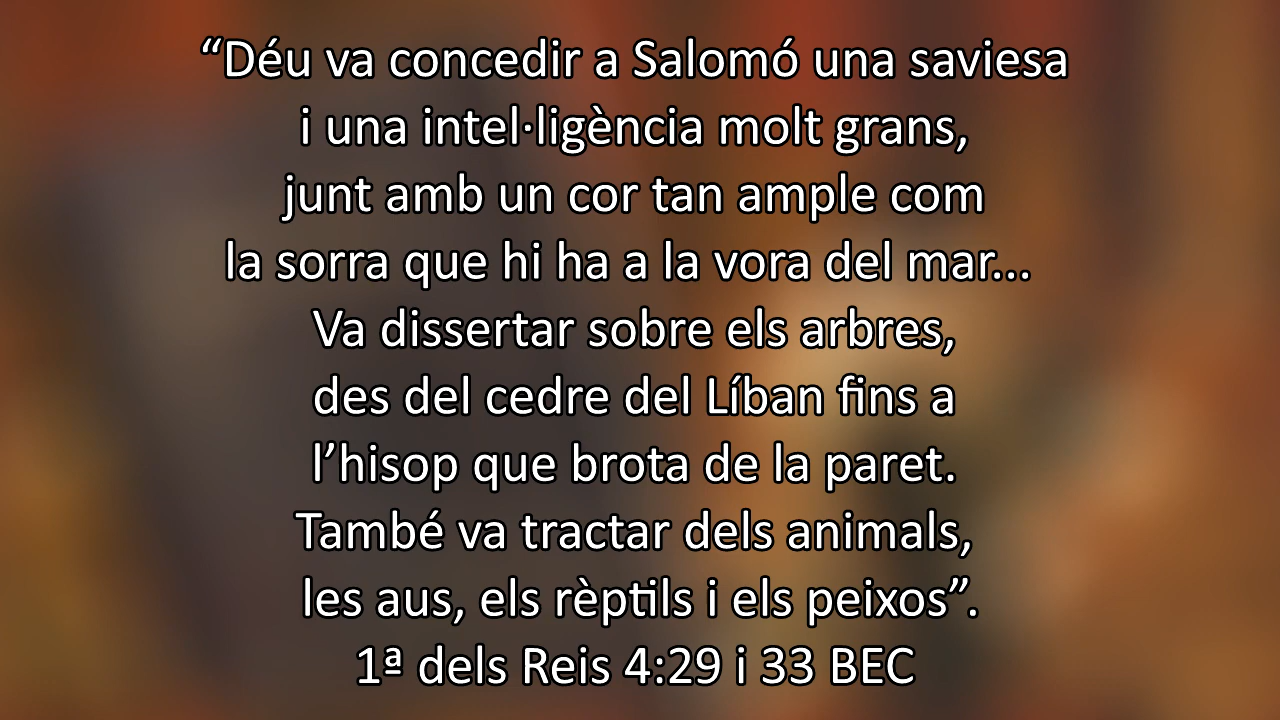 “Déu va concedir a Salomó una saviesa
i una intel·ligència molt grans,
junt amb un cor tan ample com
la sorra que hi ha a la vora del mar...
Va dissertar sobre els arbres,
des del cedre del Líban fins a
l’hisop que brota de la paret.
També va tractar dels animals,
les aus, els rèptils i els peixos”.
1ª dels Reis 4:29 i 33 BEC